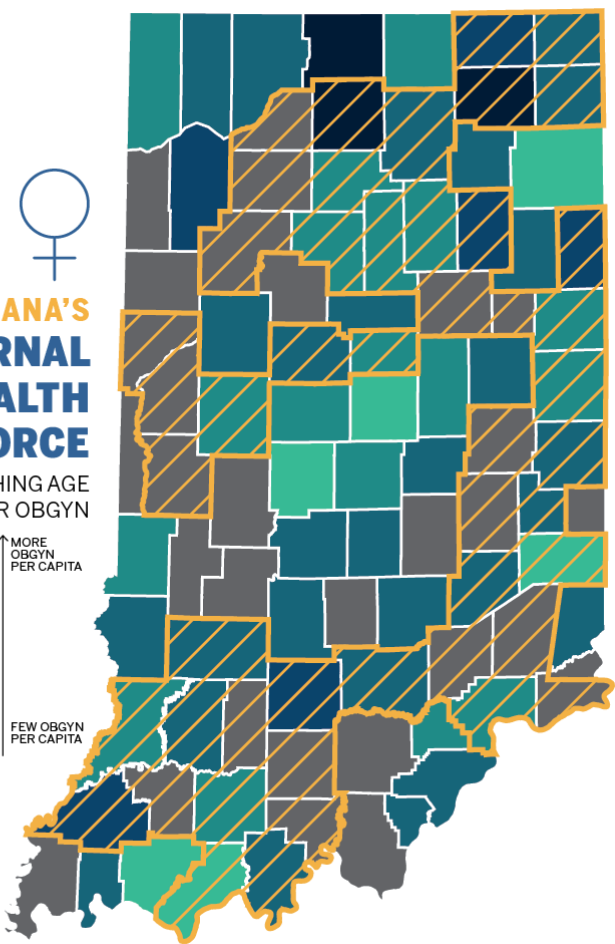 ANA'S
RNAL
ALTH
ORCE
HING AGE
R OBGYN
MORE
OBGYN
PER CAPITA
FEW OBGYN
PER CAPITA